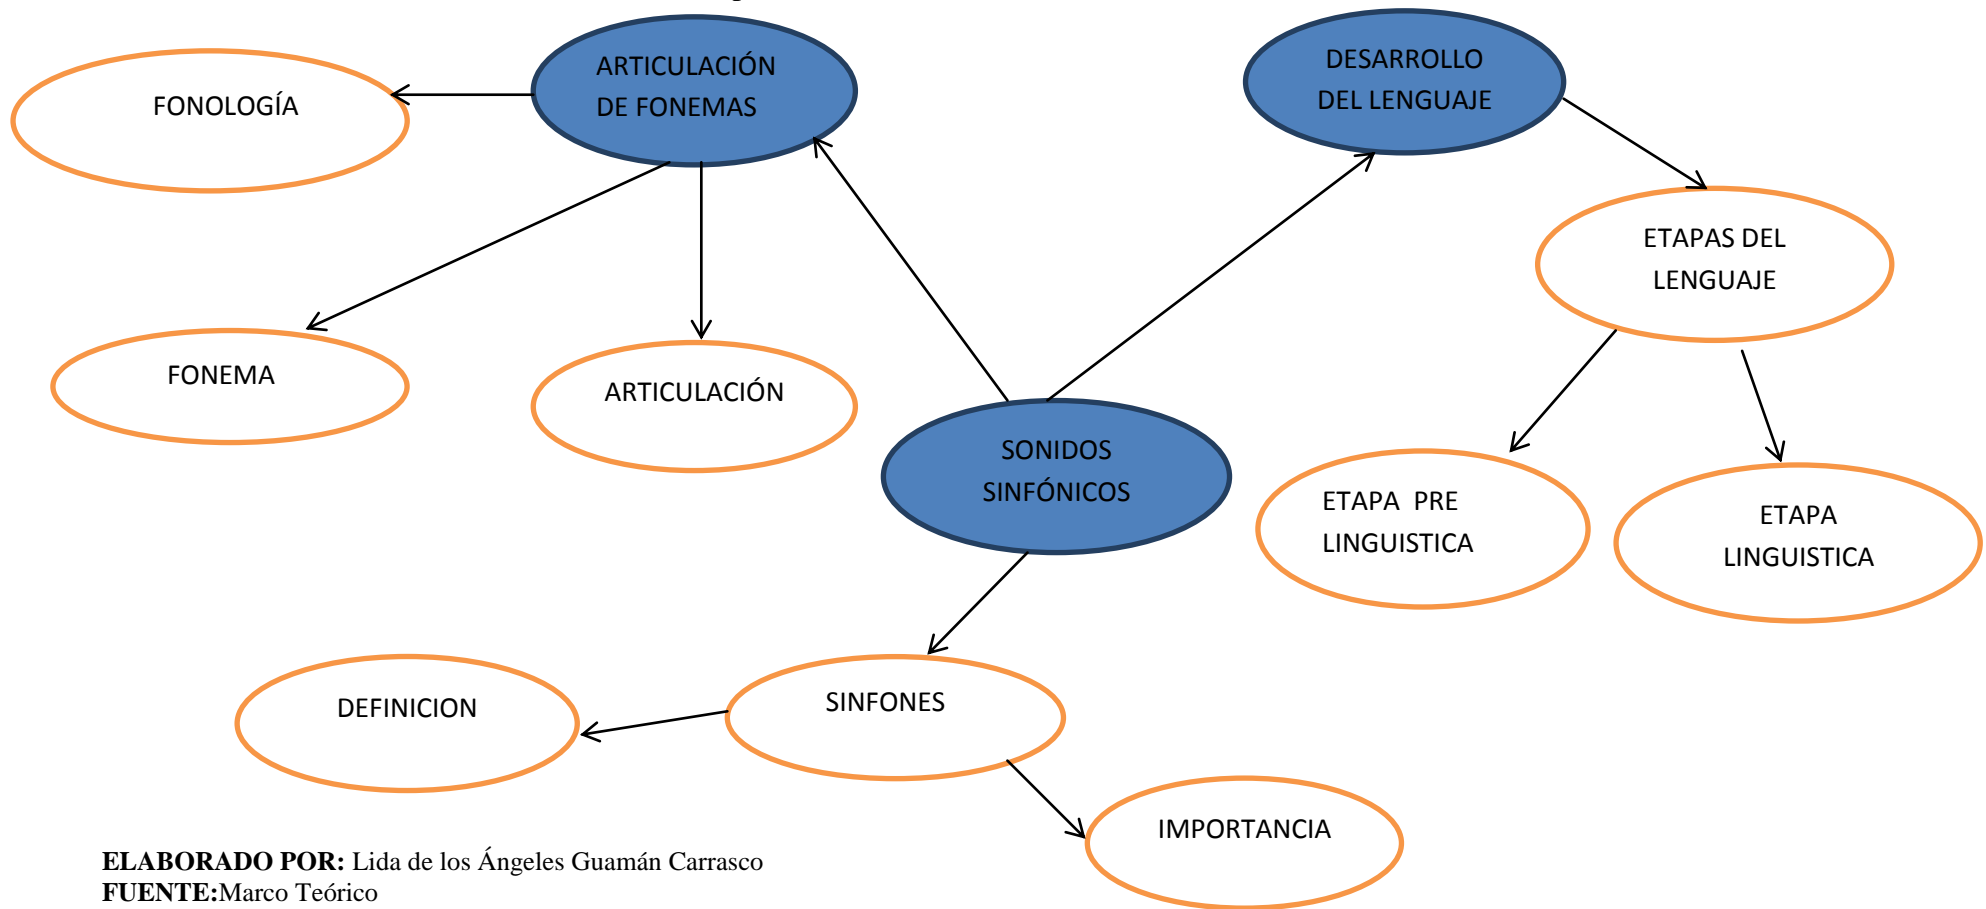 ARTICULACIÓN
DE FONEMAS
DESARROLLO
DEL LENGUAJE
FONOLOGÍA
ETAPAS DEL
LENGUAJE
FONEMA
ARTICULACIÓN
SONIDOS
SINFÓNICOS
ETAPA  PRE
LINGUISTICA
ETAPA
LINGUISTICA
DEFINICION
SINFONES
IMPORTANCIA
ELABORADO POR: Lida de los Ángeles Guamán Carrasco
FUENTE:Marco Teórico